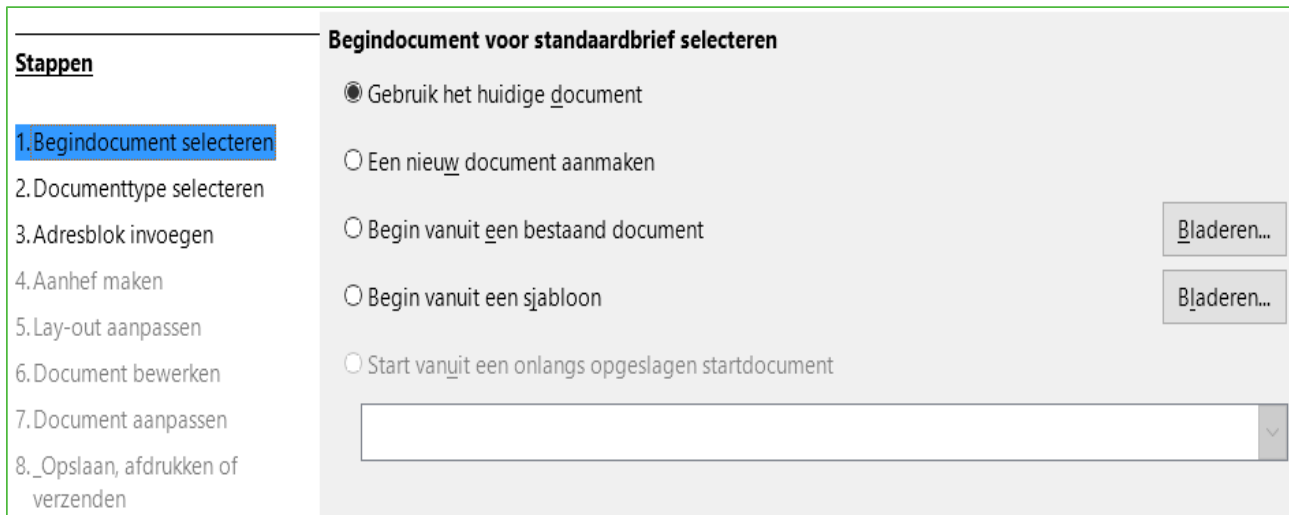 Stappen
1. Begindocument selecteren
2. Documenttype selecteren
3. Adresblok invoegen
4. Aanhef maken
5. Lay-out aanpassen
6. Document bewerken
7. Document aanpassen
8. _Opslaan, afdrukken of
verzenden
Begindocument voor standaardbrief selecteren
Gebruik het huidige document
Een nieuw document aanmaken
Begin vanuit een bestaand document
Bladeren...
Begin vanuit een sjabloon
Bladeren...
Start vanuit een onlangs opgeslagen startdocument